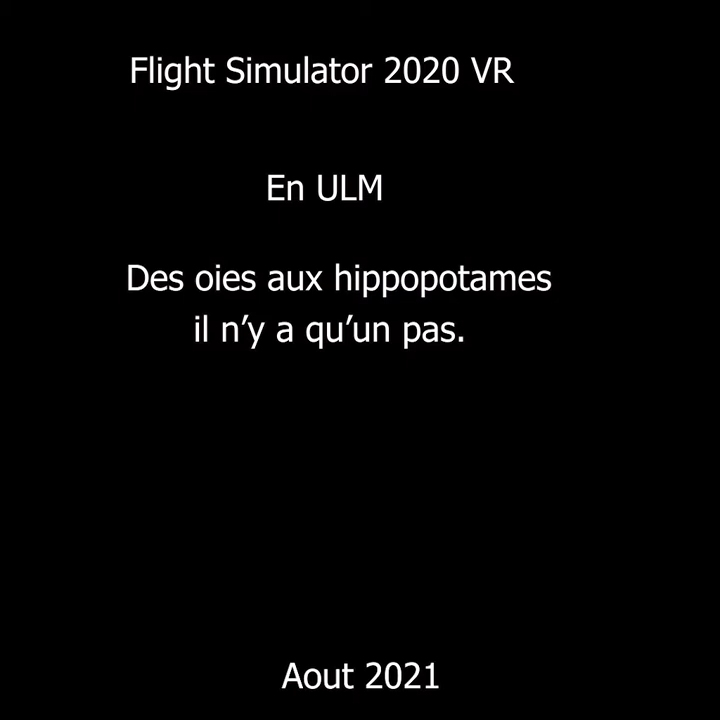 Flight Simulator 2020 VR
En ULM
Des oies aux hippopotames
il n’y a qu’un pas.
Aout 2021